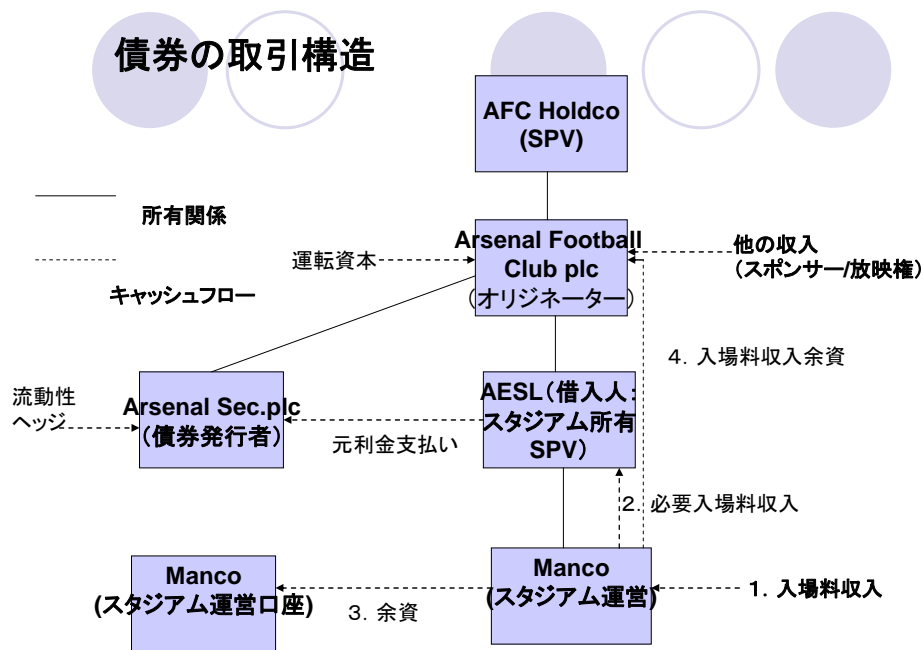 債券の取引構造
AFC Holdco
(SPV)
所有関係
キャッシュフロー
運転資本
Arsenal Football
Club plc
（オリジネーター）
他の収入
（スポンサー/放映権）
4．入場料収入余資
流動性
ヘッジ
Arsenal Sec.plc
（債券発行者）
元利金支払い
AESL（借入人：
スタジアム所有
SPV）
2．必要入場料収入
Manco
(スタジアム運営口座)
3．余資
Manco
(スタジアム運営)
1．入場料収入